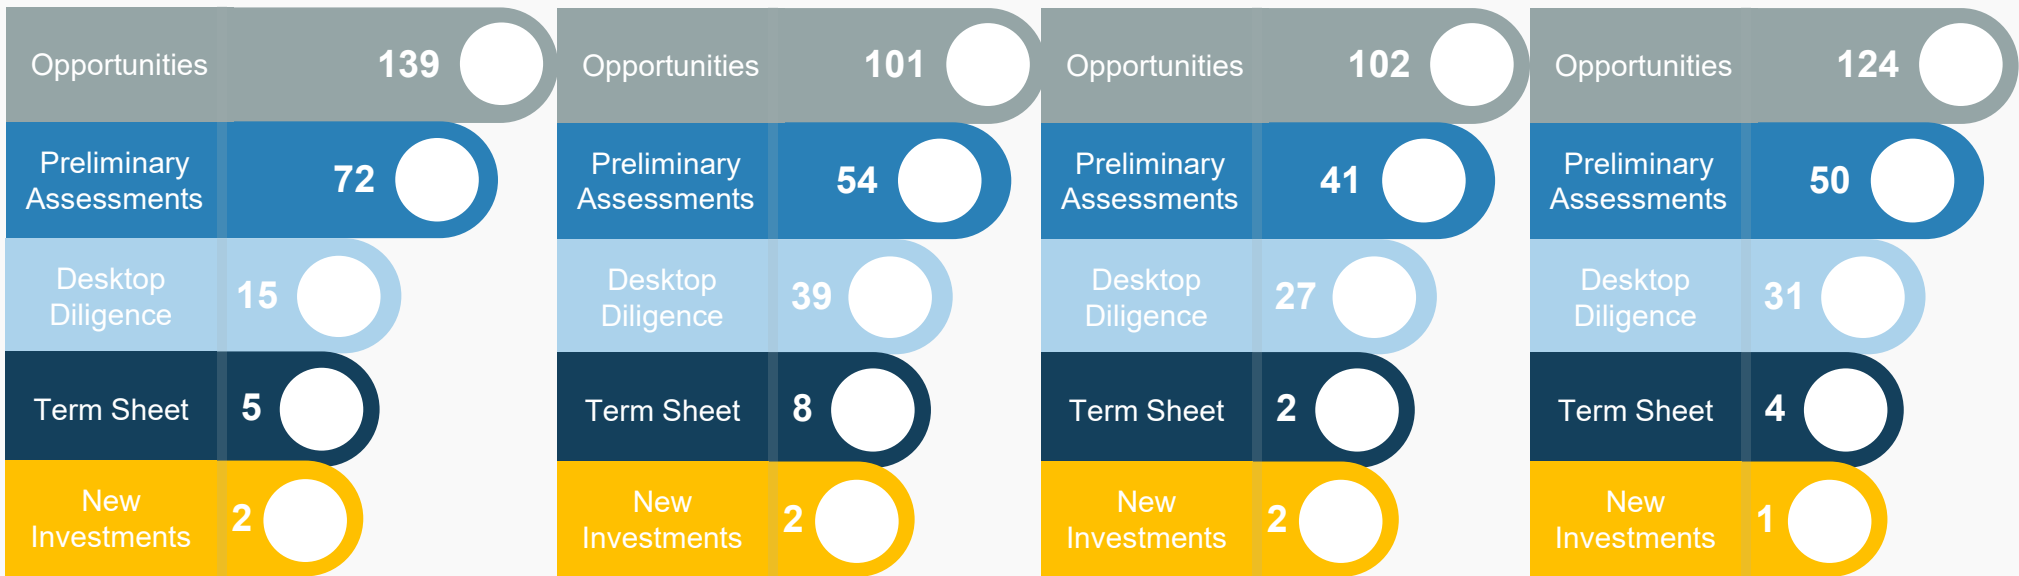 Opportunities 139
Preliminary
Assessments
72
Desktop
Diligence
15
Term Sheet 5
New
Investments
2
Opportunities 101
Preliminary
Assessments
54
Desktop
Diligence
39
Term Sheet 8
New
Investments
2
Opportunities 102
Preliminary
Assessments
41
Desktop
Diligence
27
Term Sheet 2
New
Investments
2
Opportunities 124
Preliminary
Assessments
50
Desktop
Diligence
31
Term Sheet 4
New
Investments
1